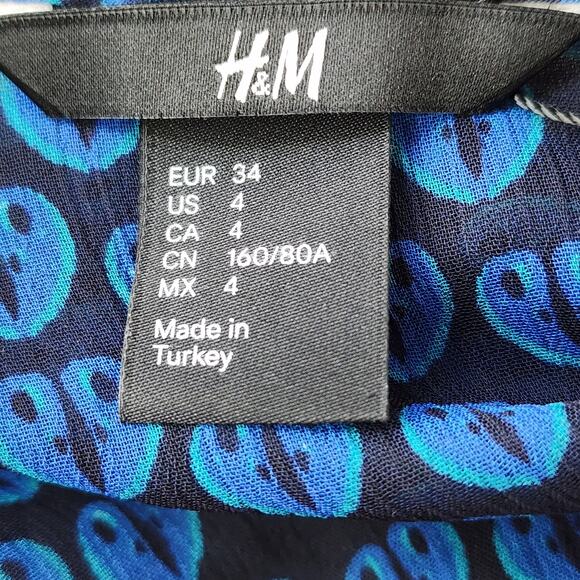 H&M
EUR 34
US 4
CA 4
CN 160/80A
MX 4
Made in
Turkey